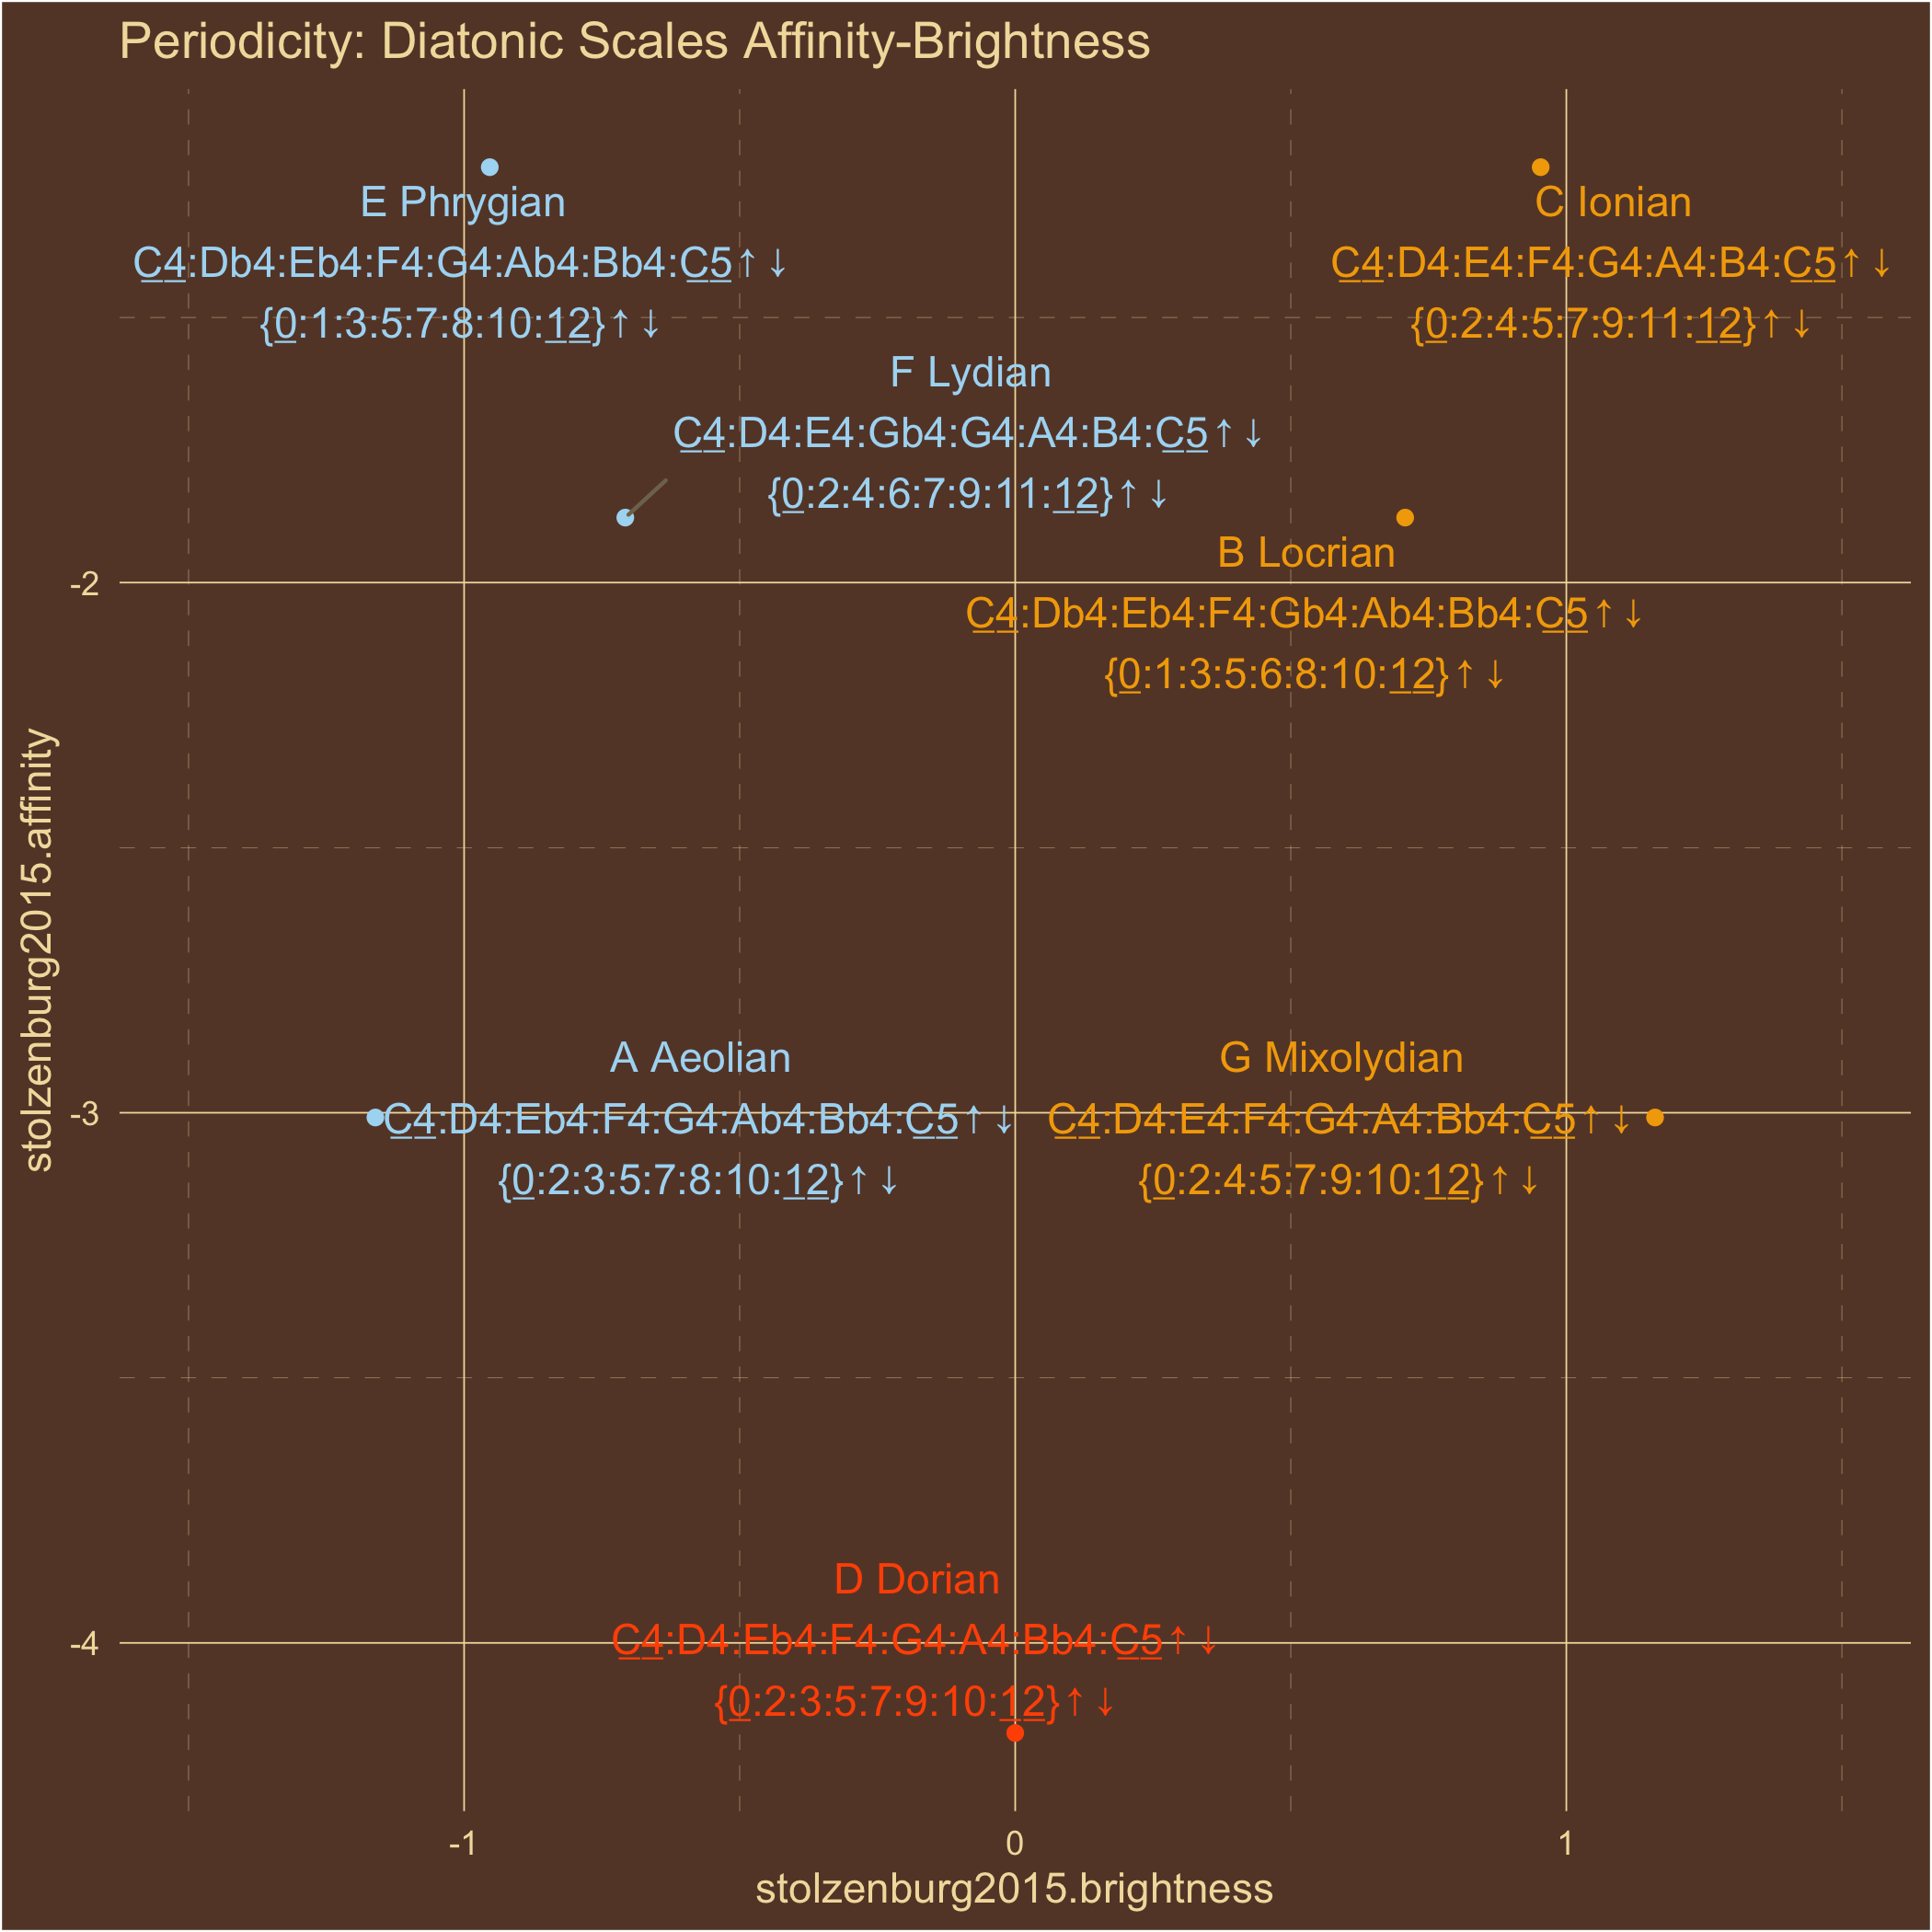 Periodicity: Diatonic Scales Affinity-Brightness
E Phrygian
C4:Db4:Eb4:F4:G4:Ab4:Bb4:C5↑↓
{0:1:3:5:7:8:10:12}↑↓
C Ionian
C4:D4:E4:F4:G4:A4:B4:C5↑↓
{0:2:4:5:7:9:11:12}↑↓
F Lydian
C4:D4:E4:Gb4:G4:A4:B4:C5↑↓
{0:2:4:6:7:9:11:12}↑↓
B Locrian
C4:Db4:Eb4:F4:Gb4:Ab4:Bb4:C5↑↓
{0:1:3:5:6:8:10:12}↑↓
A Aeolian
C4:D4:Eb4:F4:G4:Ab4:Bb4:C5↑↓
{0:2:3:5:7:8:10:12}↑↓
G Mixolydian
C4:D4:E4:F4:G4:A4:Bb4:C5↑↓
{0:2:4:5:7:9:10:12}↑↓
D Dorian
C4:D4:Eb4:F4:G4:A4:Bb4:C5↑↓
{0:2:3:5:7:9:10:12}↑↓
-2
-3
-4
stolzenburg2015.affinity
-1
0
1
stolzenburg2015.brightness